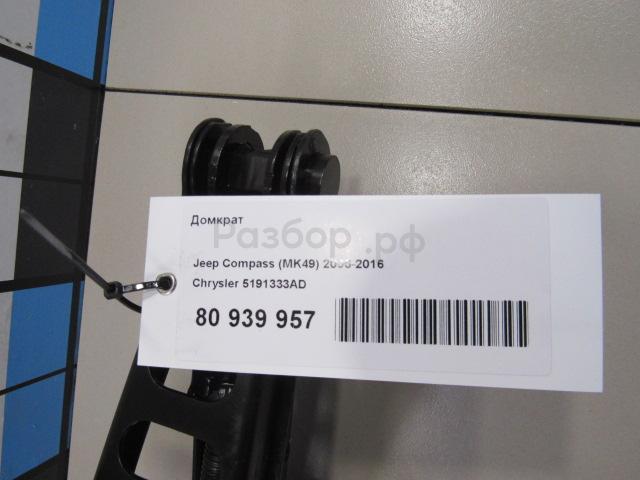 Домкрат
Разбор.рф
Jeep Compass (MK49) 2006-2016
Chrysler 5191333AD
80 939 957